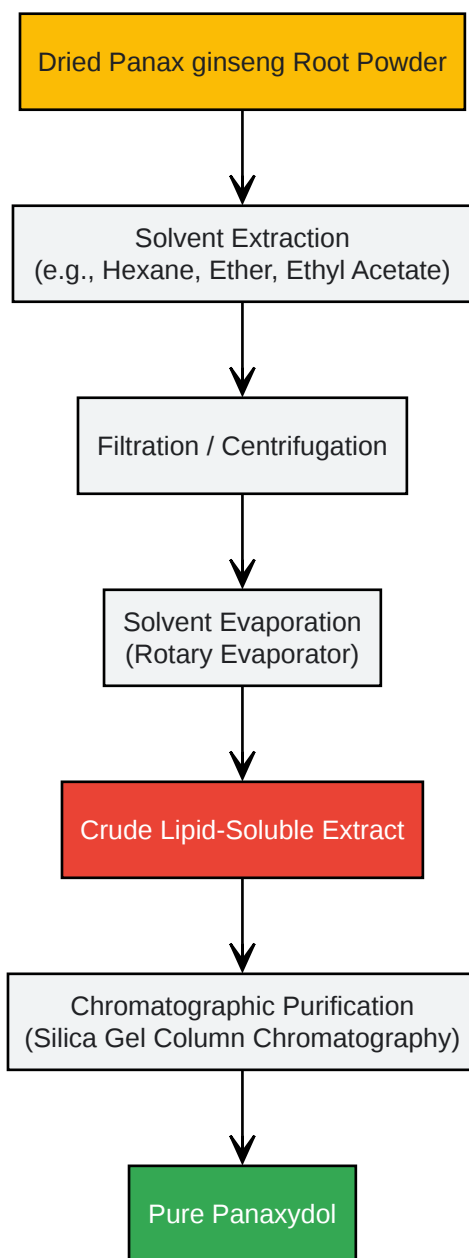 Dried Panax ginseng Root Powder
Solvent Extraction
(e.g., Hexane, Ether, Ethyl Acetate)
Filtration / Centrifugation
Solvent Evaporation
(Rotary Evaporator)
Crude Lipid-Soluble Extract
Chromatographic Purification
(Silica Gel Column Chromatography)
Pure Panaxydol